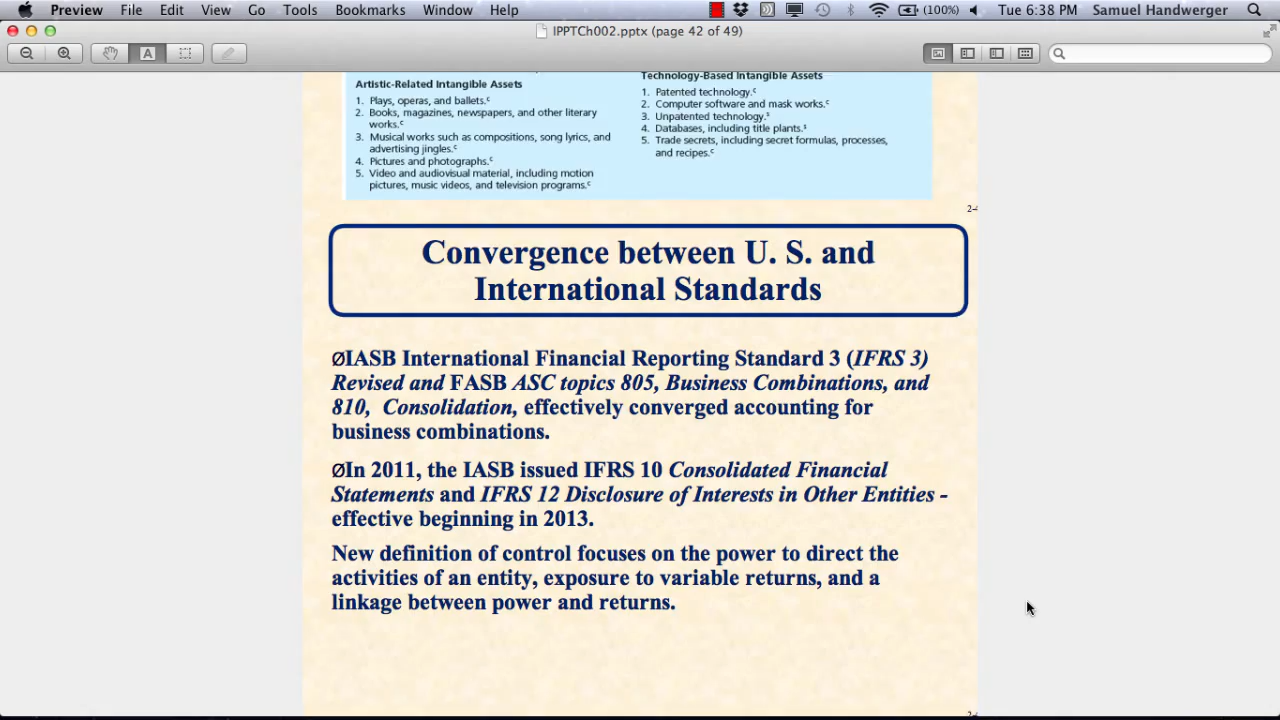 Preview File Edit View Go Tools Bookmarks Window Help (100%) Tue 6:38 PM Samuel Handwerger
IPPTCh002.pptx (page 42 of 49)
Artistic-Related Intangible Assets
1. Plays, operas, and ballets.c
2. Books, magazines, newspapers, and other literary
works.c
3. Musical works such as compositions, song lyrics, and
advertising jingles.c
4. Pictures and photographs.c
5. Video and audiovisual material, including motion
pictures, music videos, and television programs.c
Technology-Based Intangible Assets
1. Patented technology.c
2. Computer software and mask works.c
3. Unpatented technology.s
4. Databases, including title plants.s
5. Trade secrets, including secret formulas, processes,
and recipes.c
Convergence between U. S. and
International Standards
ØIASB International Financial Reporting Standard 3 (IFRS 3)
Revised and FASB ASC topics 805, Business Combinations, and
810, Consolidation, effectively converged accounting for
business combinations.
ØIn 2011, the IASB issued IFRS 10 Consolidated Financial
Statements and IFRS 12 Disclosure of Interests in Other Entities -
effective beginning in 2013.
New definition of control focuses on the power to direct the
activities of an entity, exposure to variable returns, and a
linkage between power and returns.